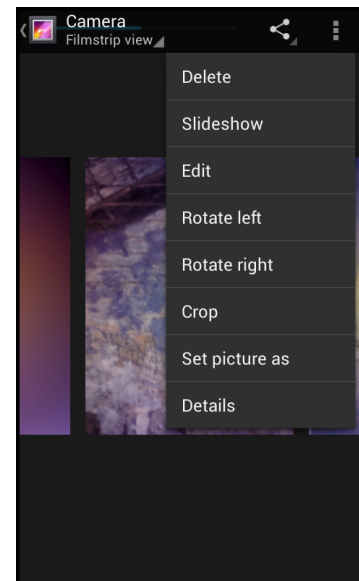 Camera
Filmstrip view
Delete
Slideshow
Edit
Rotate left
Rotate right
Crop
Set picture as
Details